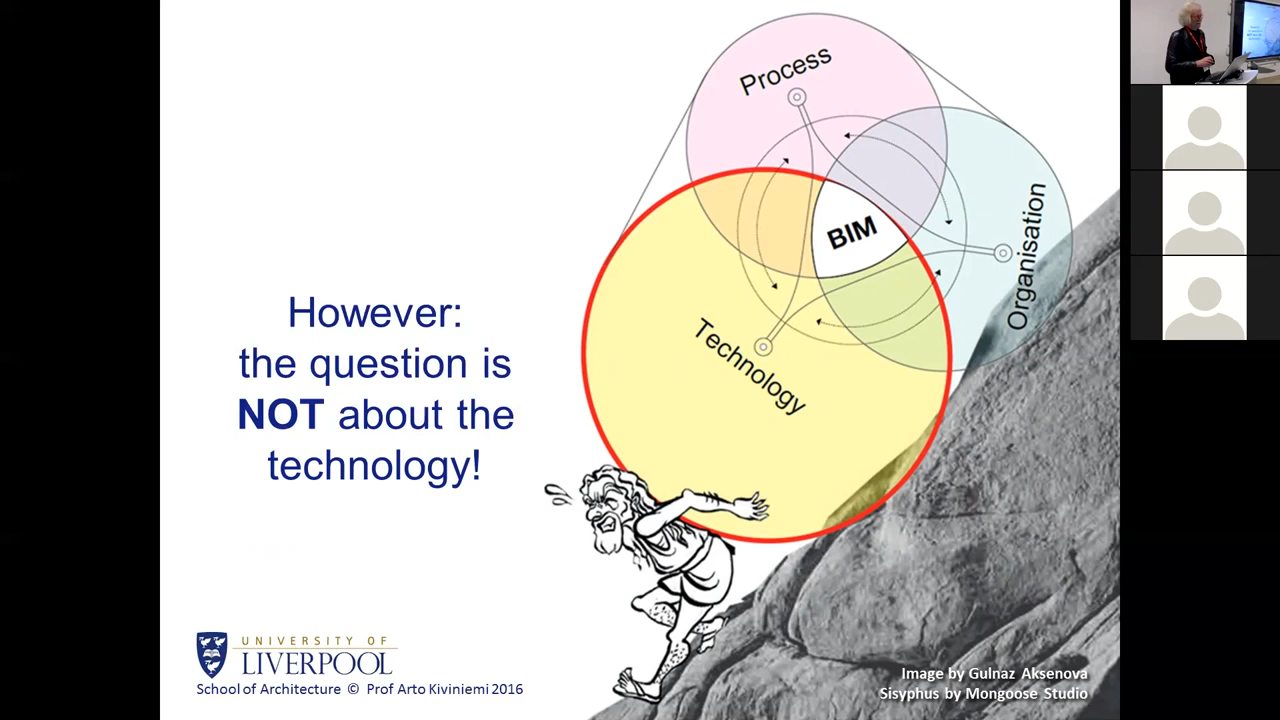 However:
the question is
NOT about the
technology!
Process
BIM
Organisation
Technology
UNIVERSITY OF
LIVERPOOL
School of Architecture © Prof Arto Kiviniemi 2016
Image by Gulnaz Aksenova
Sisyphus by Mongoose Studio